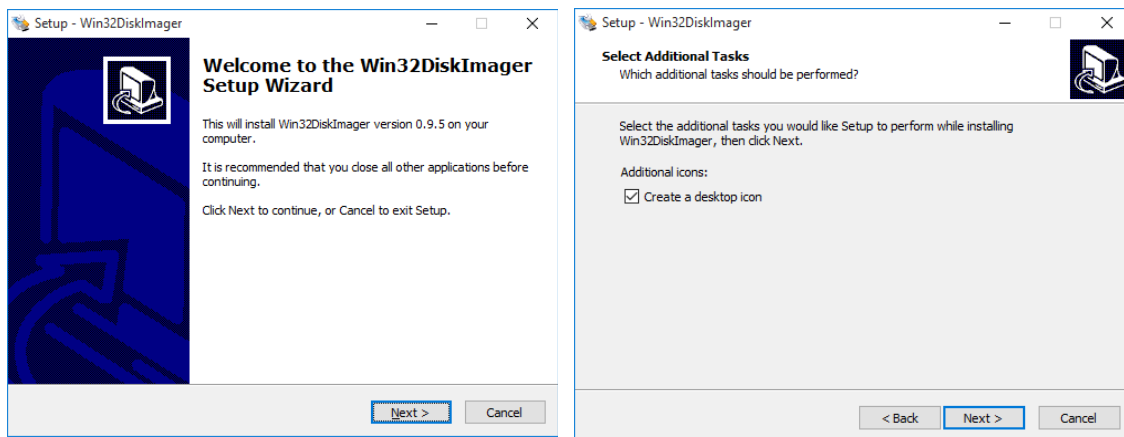 Setup - Win32DiskImager
Welcome to the Win32DiskImager
Setup Wizard
This will install Win32DiskImager version 0.9.5 on your
computer.
It is recommended that you close all other applications before
continuing.
Click Next to continue, or Cancel to exit Setup.
Next >
Cancel
Setup - Win32DiskImager
Select Additional Tasks
Which additional tasks should be performed?
Select the additional tasks you would like Setup to perform while installing
Win32DiskImager, then click Next.
Additional icons:
Create a desktop icon
< Back
Next >
Cancel